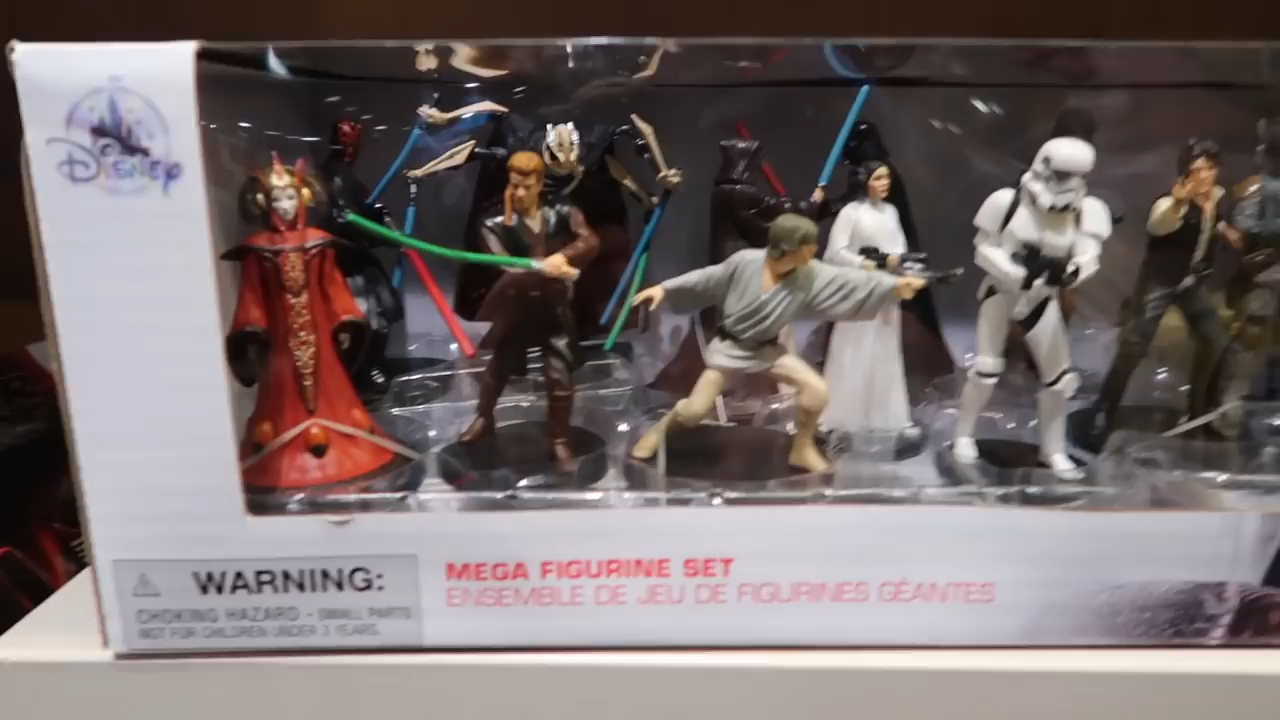 Disney
WARNING:
CHOKING HAZARD - SMALL PARTS
NOT FOR CHILDREN UNDER 3 YEARS.
MEGA FIGURINE SET
ENSEMBLE DE JEU DE FIGURINES GÉANTES